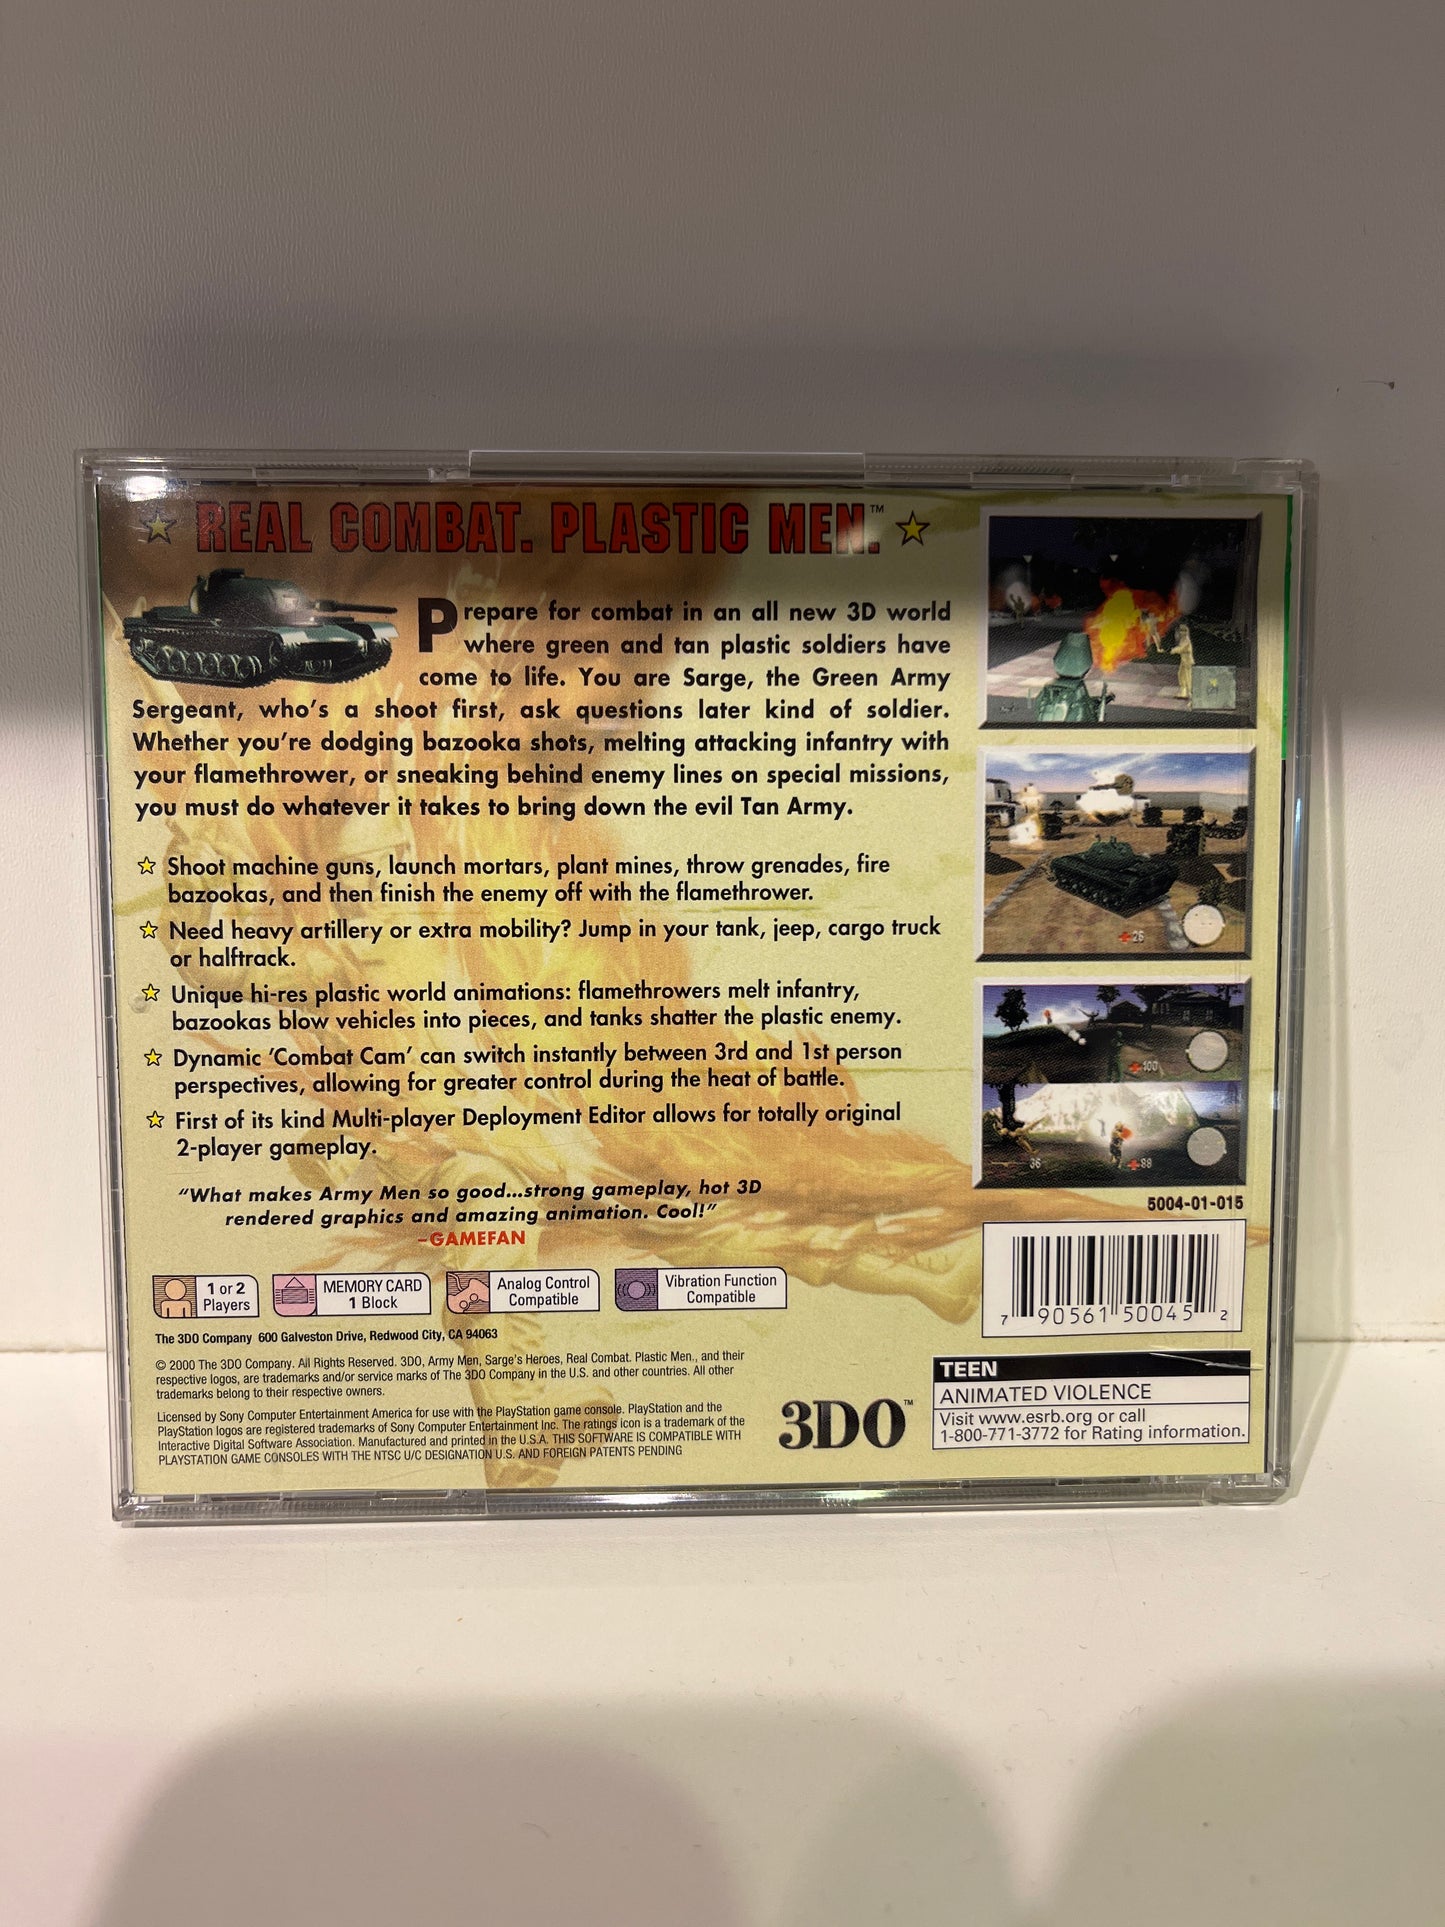 REAL COMBAT. PLASTIC MEN.™
Prepare for combat in an all new 3D world
where green and tan plastic soldiers have
come to life. You are Sarge, the Green Army
Sergeant, who's a shoot first, ask questions later kind of soldier.
Whether you're dodging bazooka shots, melting attacking infantry with
your flamethrower, or sneaking behind enemy lines on special missions,
you must do whatever it takes to bring down the evil Tan Army.
Shoot machine guns, launch mortars, plant mines, throw grenades, fire
bazookas, and then finish the enemy off with the flamethrower.
Need heavy artillery or extra mobility? Jump in your tank, jeep, cargo truck
or halftrack.
Unique hi-res plastic world animations: flamethrowers melt infantry,
bazookas blow vehicles into pieces, and tanks shatter the plastic enemy.
Dynamic 'Combat Cam' can switch instantly between 3rd and 1st person
perspectives, allowing for greater control during the heat of battle.
First of its kind Multi-player Deployment Editor allows for totally original
2-player gameplay.
"What makes Army Men so good...strong gameplay, hot 3D
rendered graphics and amazing animation. Cool!"
–GAMEFAN
1 or 2
Players
MEMORY CARD
1 Block
Analog Control
Compatible
Vibration Function
Compatible
The 3DO Company 600 Galveston Drive, Redwood City, CA 94063
© 2000 The 3DO Company. All Rights Reserved. 3DO, Army Men, Sarge's Heroes, Real Combat. Plastic Men., and their
respective logos, are trademarks and/or service marks of The 3DO Company in the U.S. and other countries. All other
trademarks belong to their respective owners.
Licensed by Sony Computer Entertainment America for use with the PlayStation game console. PlayStation and the
PlayStation logos are registered trademarks of Sony Computer Entertainment Inc. The ratings icon is a trademark of the
Interactive Digital Software Association. Manufactured and printed in the U.S.A. THIS SOFTWARE IS COMPATIBLE WITH
PLAYSTATION GAME CONSOLES WITH THE NTSC U/C DESIGNATION U.S. AND FOREIGN PATENTS PENDING
3DO™
25
100
36
88
5004-01-015
7 90561 50045 2
TEEN
ANIMATED VIOLENCE
Visit www.esrb.org or call
1-800-771-3772 for Rating information.